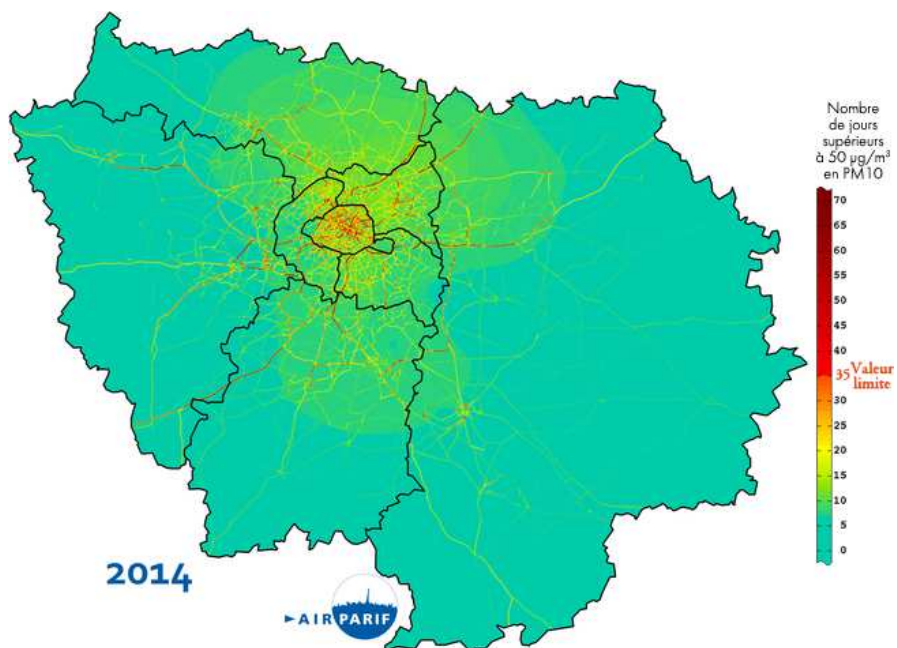 Nombre
de jours
supérieurs
à 50 µg/m³
en PM10
70
65
60
55
50
45
40
35 Valeur
limite
30
25
20
15
10
5
0
2014
AIRPARIF